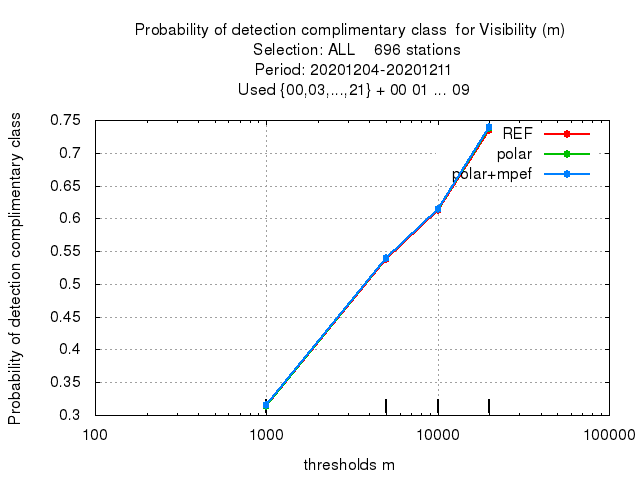 Probability of detection complimentary class  for Visibility (m)
Selection: ALL    696 stations
Period: 20201204-20201211
Used {00,03,...,21} + 00 01 ... 09
Probability of detection complimentary class
0.75
0.7
0.65
0.6
0.55
0.5
0.45
0.4
0.35
0.3
REF
polar
polar+mpef
100
1000
10000
100000
thresholds m